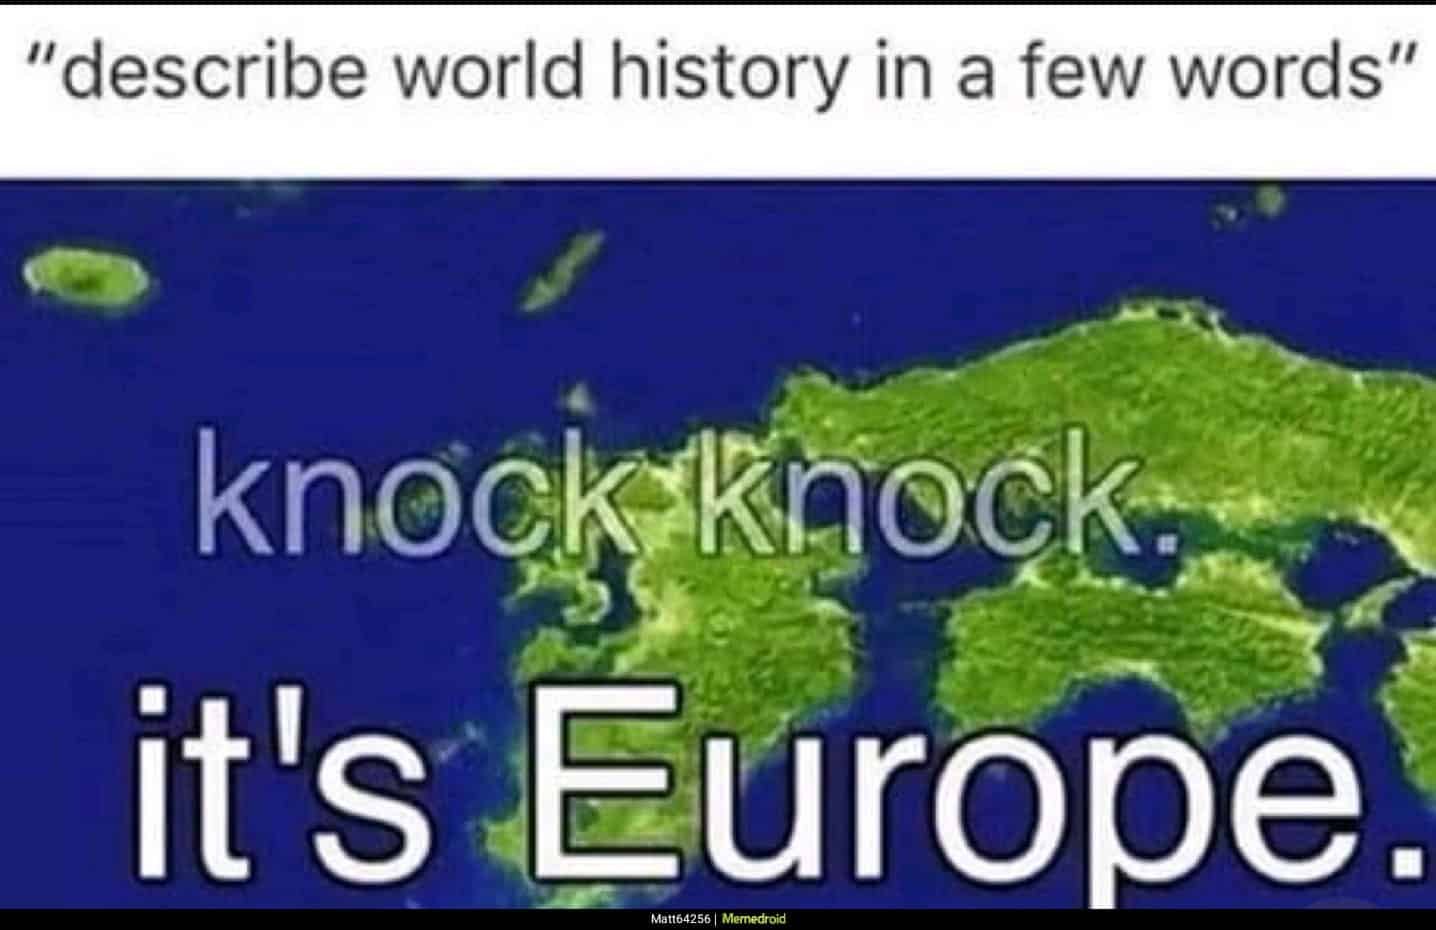 "describe world history in a few words"
knock knock.
it's Europe.
Matt64256 | Memedroid